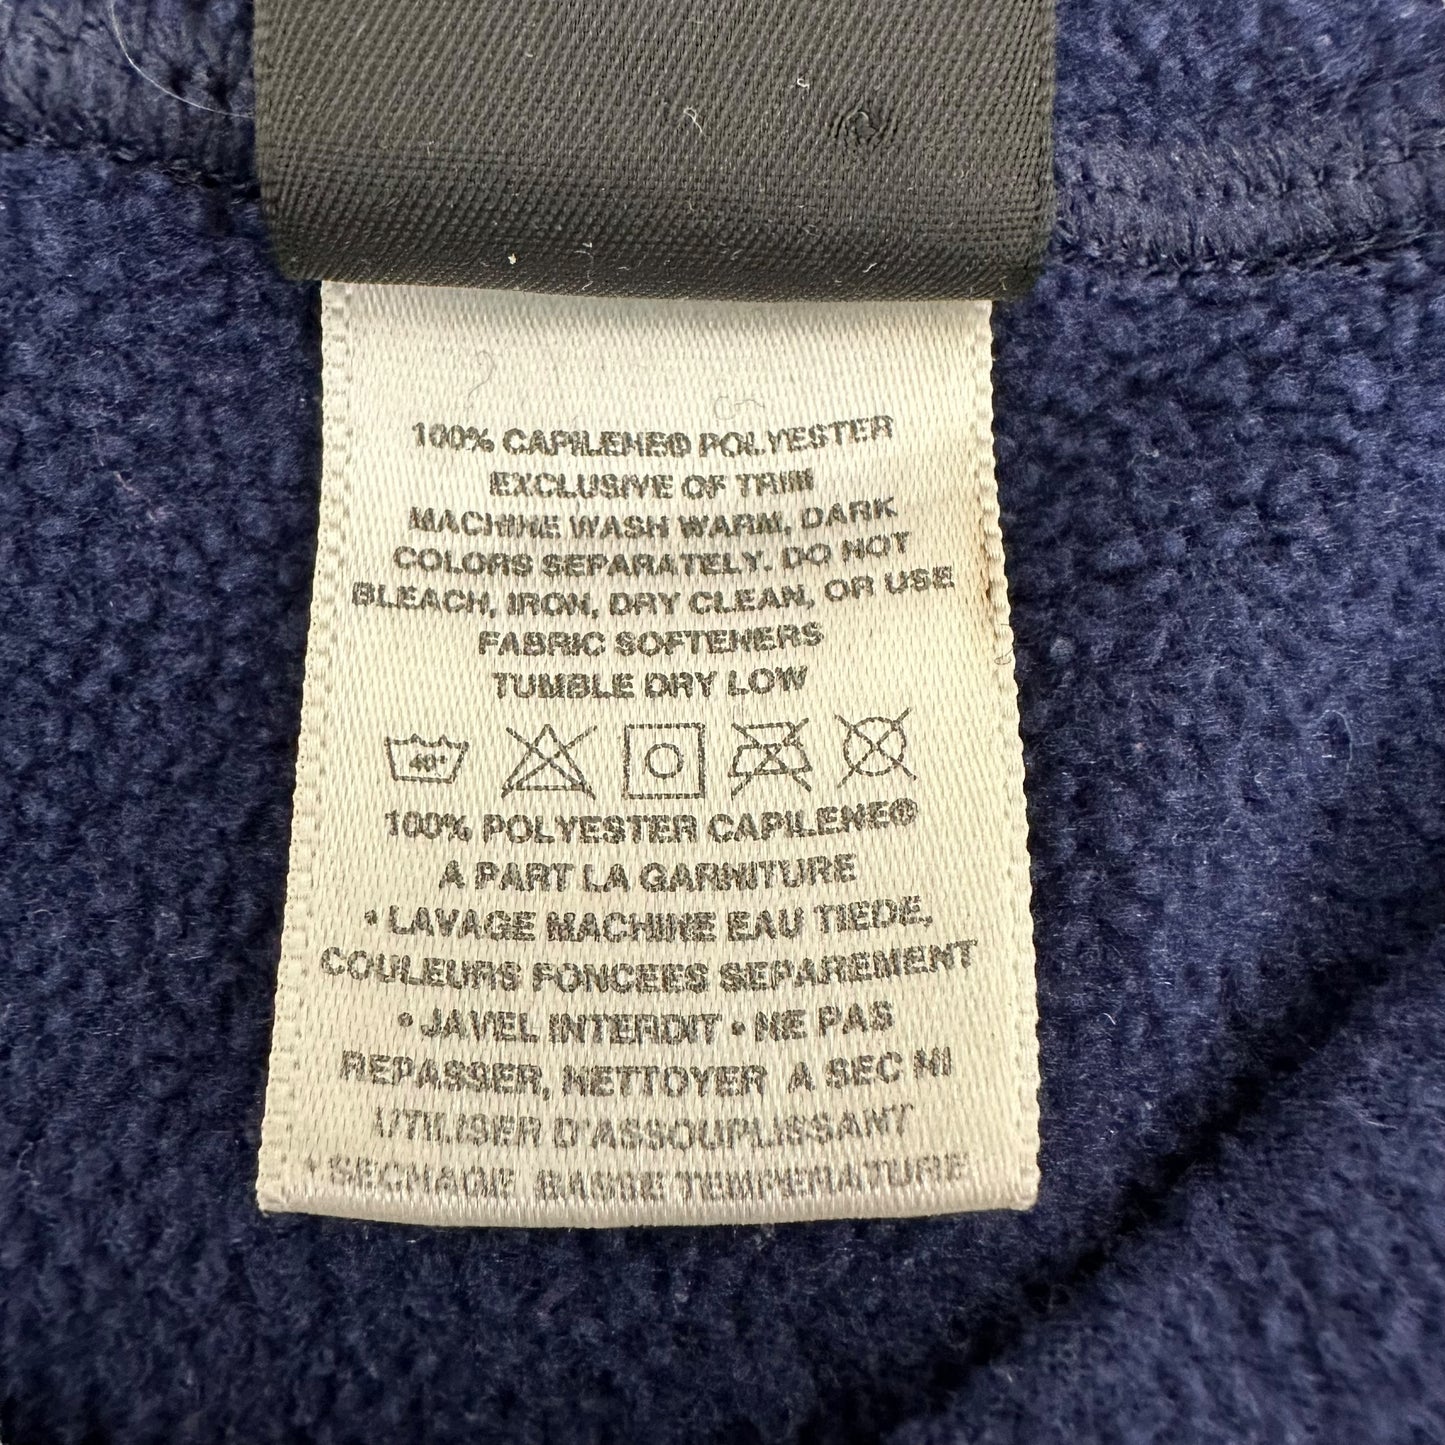 100% CAPILENE® POLYESTER
EXCLUSIVE OF TRIM
MACHINE WASH WARM, DARK
COLORS SEPARATELY. DO NOT
BLEACH, IRON, DRY CLEAN, OR USE
FABRIC SOFTENERS
TUMBLE DRY LOW
40°
100% POLYESTER CAPILENE®
A PART LA GARNITURE
• LAVAGE MACHINE EAU TIEDE,
COULEURS FONCEES SEPAREMENT
• JAVEL INTERDIT • NE PAS
REPASSER, NETTOYER A SEC NI
UTILISER D'ASSOUPLISSANT
• SECHAGE BASSE TEMPERATURE